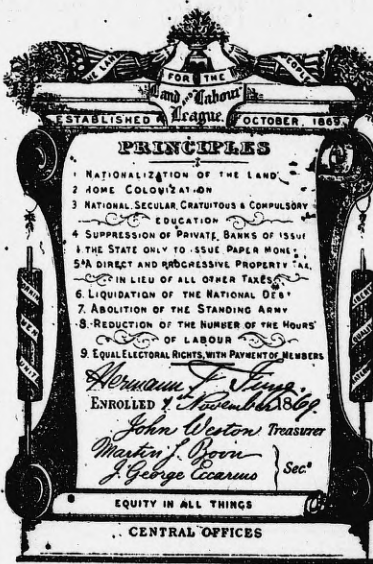 THE LAND FOR THE PEOPLE
Land and Labour
League.
ESTABLISHED OCTOBER, 1869
PRINCIPLES
1 NATIONALIZATION OF THE LAND
2 HOME COLONIZATION
3 NATIONAL, SECULAR, GRATUITOUS & COMPULSORY
EDUCATION
4 SUPPRESSION OF PRIVATE BANKS OF ISSUE
THE STATE ONLY TO ISSUE PAPER MONEY
5 A DIRECT AND PROGRESSIVE PROPERTY TAX,
IN LIEU OF ALL OTHER TAXES
6. LIQUIDATION OF THE NATIONAL DEBT
7. ABOLITION OF THE STANDING ARMY
8. REDUCTION OF THE NUMBER OF THE HOURS
OF LABOUR
9. EQUAL ELECTORAL RIGHTS, WITH PAYMENT OF MEMBERS
Hermann F. Jung
ENROLLED November 1869
John Weston Treasurer
Martin J. Boon
J. George Eccarius Secs
EQUITY IN ALL THINGS
CENTRAL OFFICES